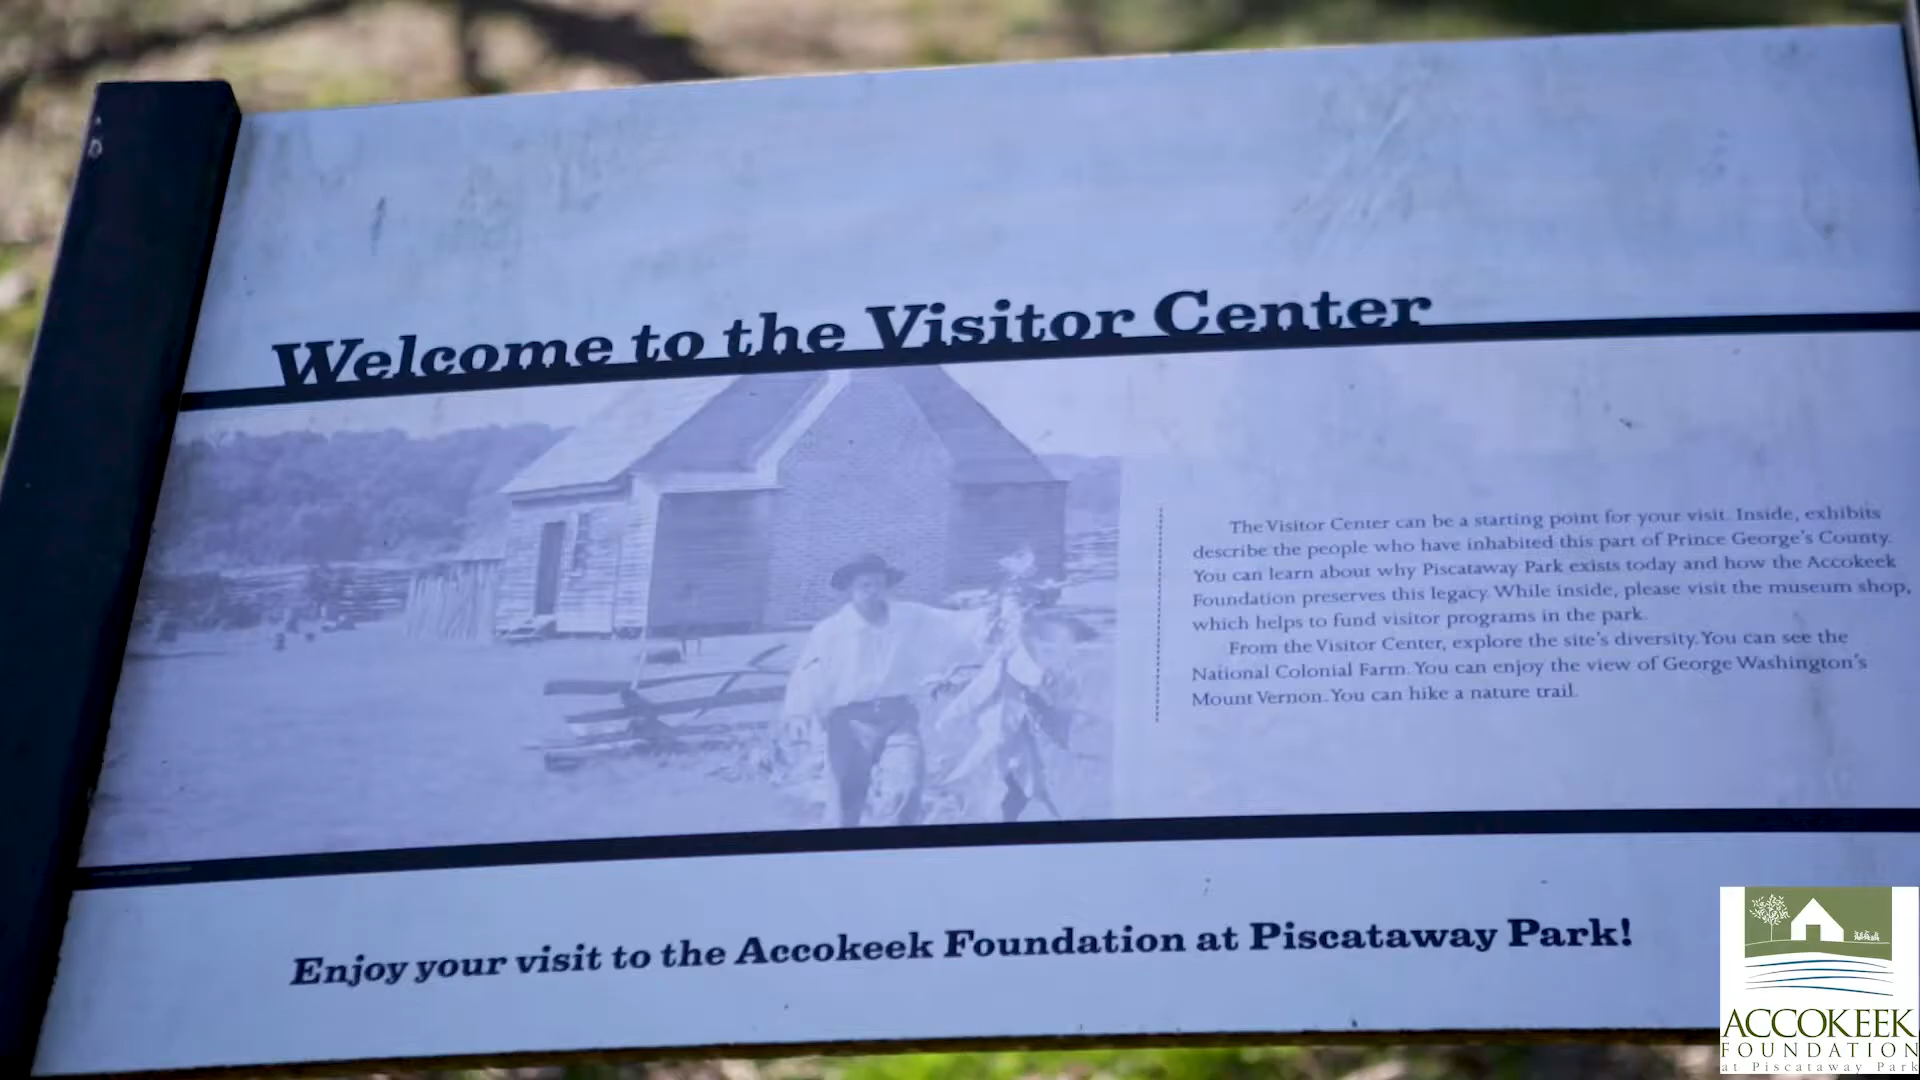 Welcome to the Visitor Center
The Visitor Center can be a starting point for your visit. Inside, exhibits
describe the people who have inhabited this part of Prince George's County.
You can learn about why Piscataway Park exists today and how the Accokeek
Foundation preserves this legacy. While inside, please visit the museum shop,
which helps to fund visitor programs in the park.
From the Visitor Center, explore the site's diversity. You can see the
National Colonial Farm. You can enjoy the view of George Washington's
Mount Vernon. You can hike a nature trail.
Enjoy your visit to the Accokeek Foundation at Piscataway Park!
ACCOKEEK
FOUNDATION
at Piscataway Park